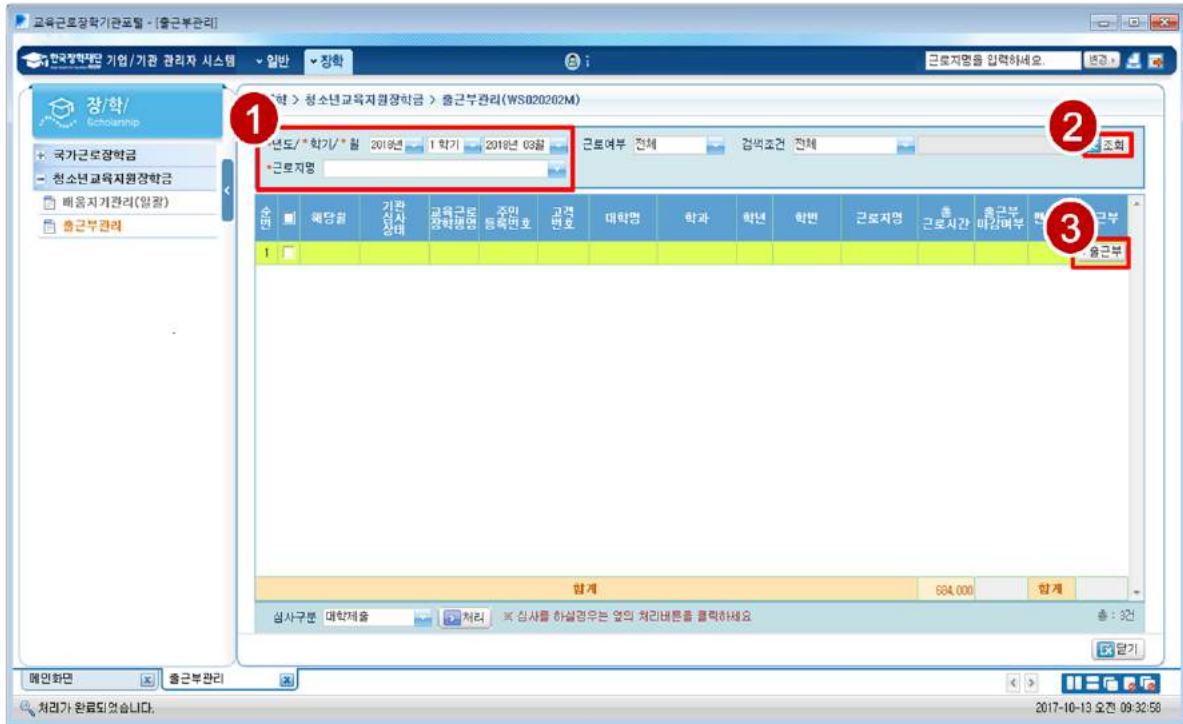 교육근로장학기관포털 - [출근부관리]
한국장학재단 기업/기관 관리자 시스템 일반 장학 근로지명을 입력하세요. 변경
장/학/
Scholarship
국가근로장학금
청소년교육지원장학금
배움지기관리(일괄)
출근부관리
> 청소년교육지원장학금 > 출근부관리(WS020202M)
1
2
3
*년도/*학기/*월 2018년 1학기 2018년 03월 근로여부 전체 검색조건 전체 조회
*근로지명
순번 해당월 기관심사상태 교육근로장학생명 주민등록번호 고객번호 대학명 학과 학년 학번 근로지명 총근로시간 출근부마감여부
1 출근부
합계 684,000 합계
심사구분 대학제출 처리 ※ 심사를 하실경우는 옆의 처리버튼을 클릭하세요 총 : 3건
닫기
메인화면 출근부관리
처리가 완료되었습니다. 2017-10-13 오전 09:32:58